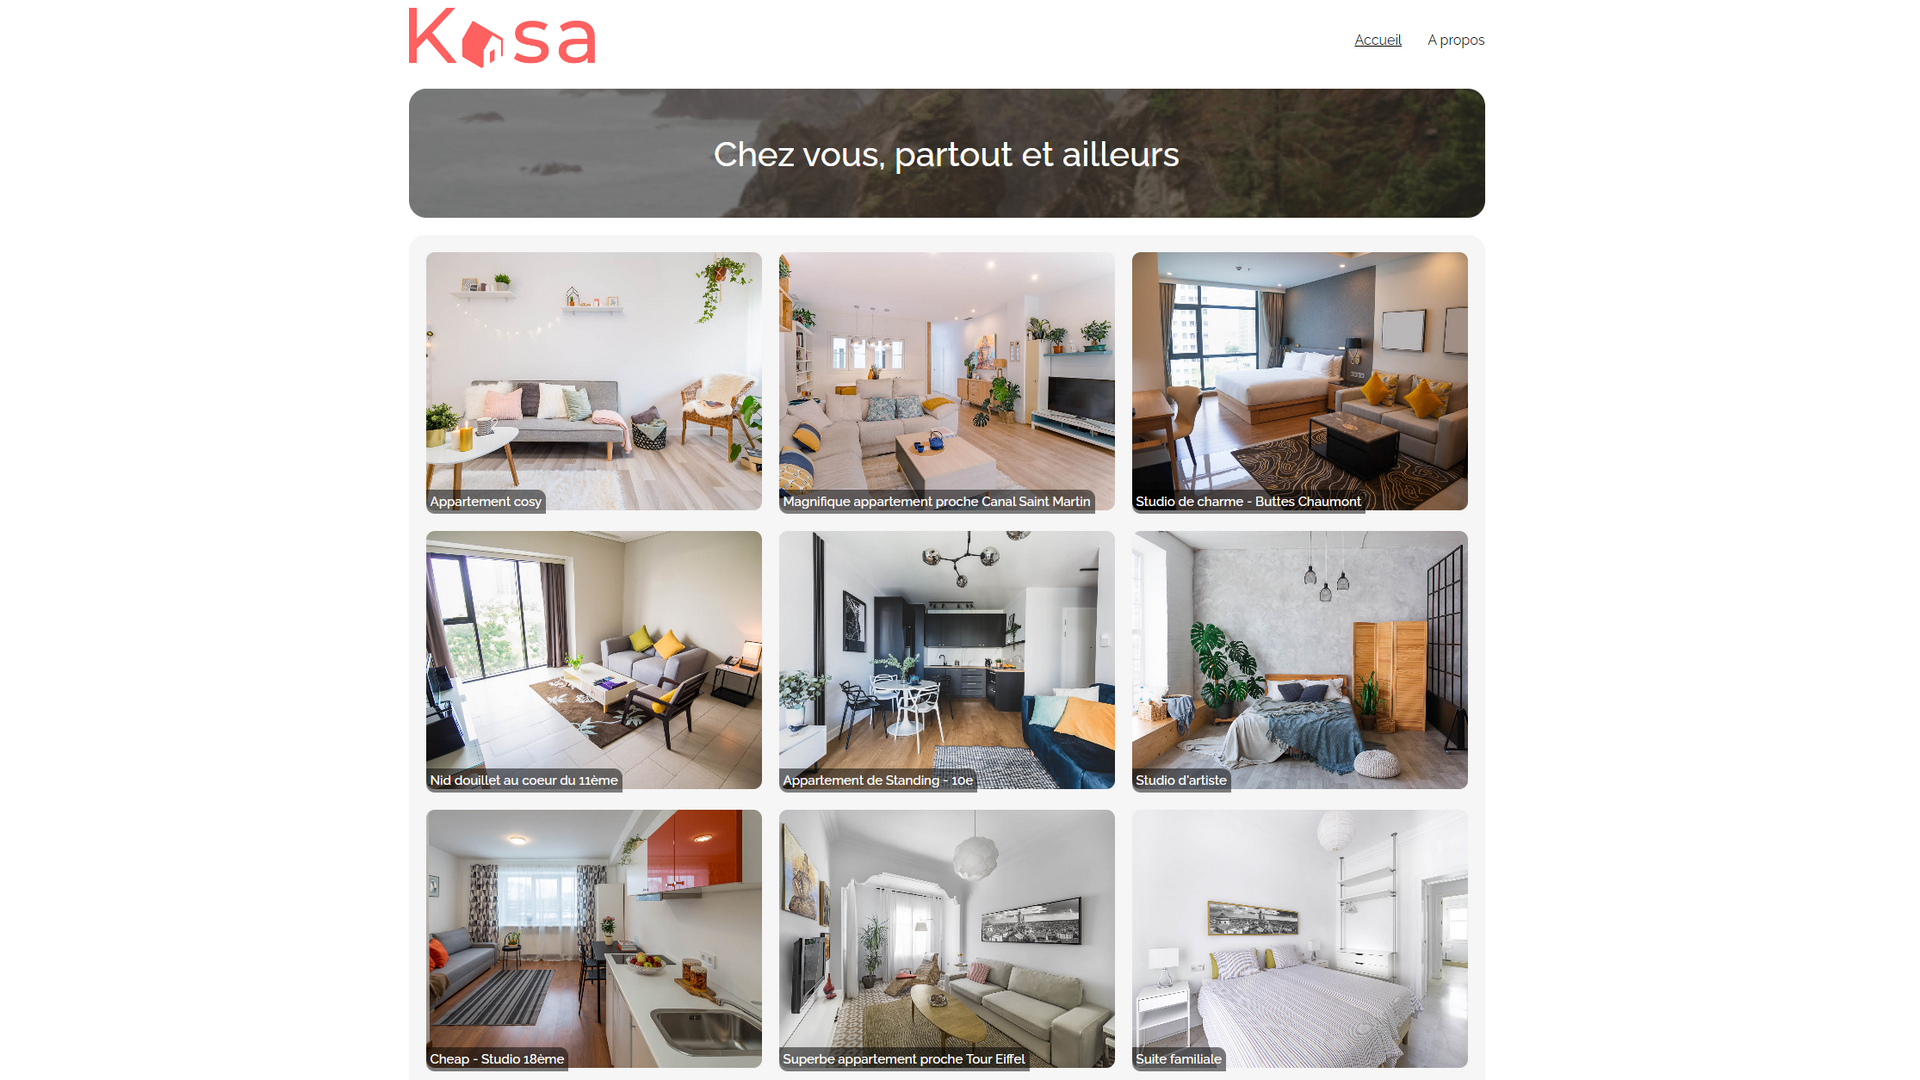 Kasa
Accueil
A propos
Chez vous, partout et ailleurs
Appartement cosy
Magnifique appartement proche Canal Saint Martin
Studio de charme - Buttes Chaumont
Nid douillet au coeur du 11ème
Appartement de Standing - 10e
Studio d'artiste
Cheap - Studio 18ème
Superbe appartement proche Tour Eiffel
Suite familiale